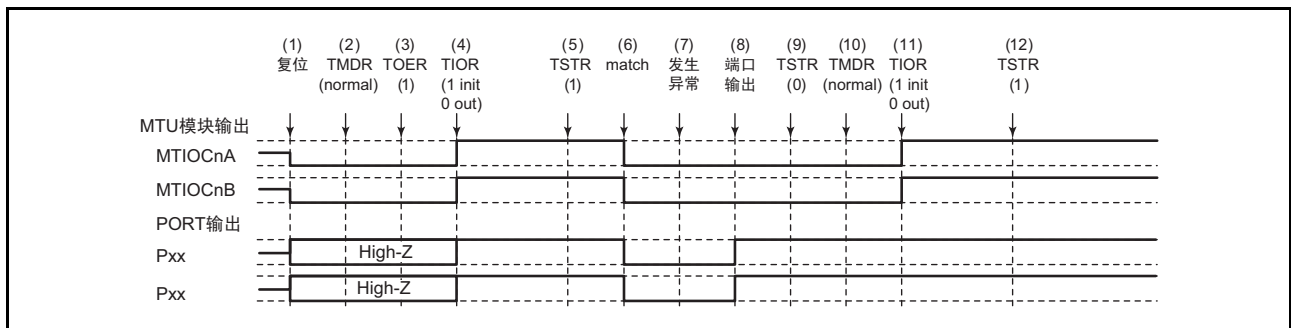 (1) (2) (3) (4) (5) (6) (7) (8) (9) (10) (11) (12)
复位 TMDR TOER TIOR TSTR match 发生 端口 TSTR TMDR TIOR TSTR
(normal) (1) (1 init (1) 异常 输出 (0) (normal) (1 init (1)
0 out) 0 out)
MTU模块输出
MTIOCnA
MTIOCnB
PORT输出
Pxx High-Z
Pxx High-Z